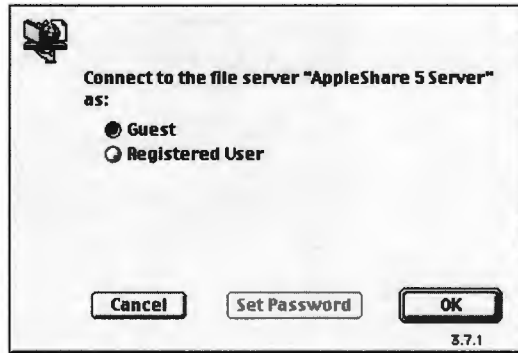 Connect to the file server "AppleShare 5 Server"
as:
Guest
Registered User
Cancel
Set Password
OK
3.7.1